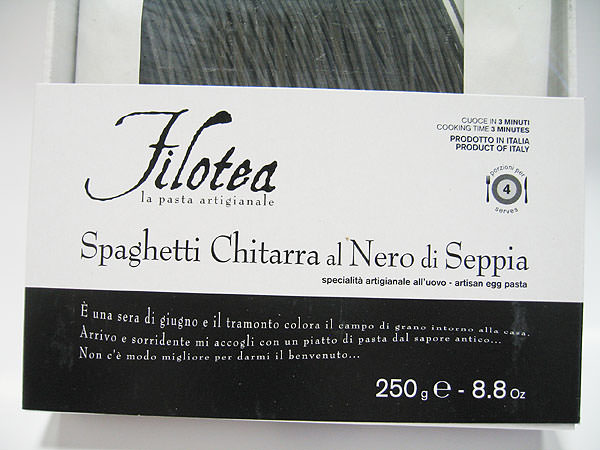 CUOCE IN 3 MINUTI
COOKING TIME 3 MINUTES
PRODOTTO IN ITALIA
PRODUCT OF ITALY
porzioni per
4
serves
Filotea
la pasta artigianale
Spaghetti Chitarra al Nero di Seppia
specialità artigianale all'uovo - artisan egg pasta
È una sera di giugno e il tramonto colora il campo di grano intorno alla casa.
Arrivo e sorridente mi accogli con un piatto di pasta dal sapore antico...
Non c'è modo migliore per darmi il benvenuto...
250 g e - 8.8 Oz